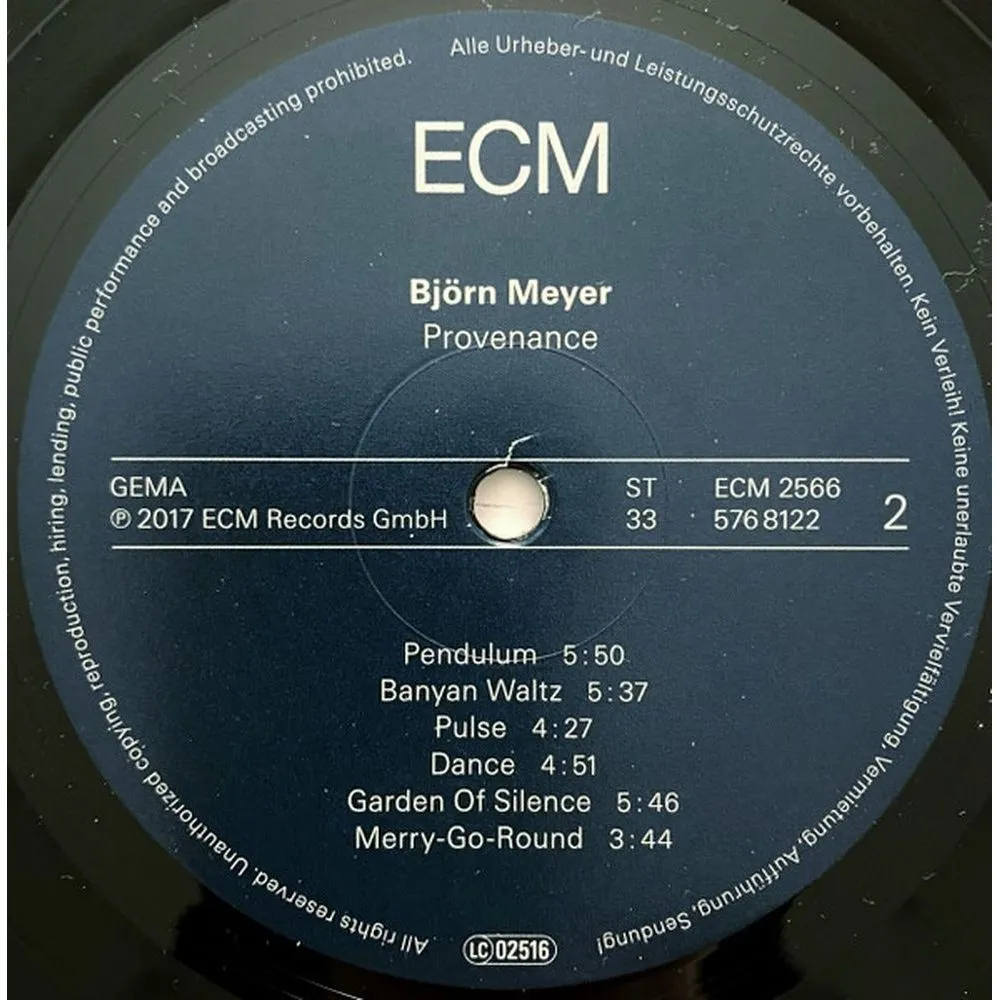 Alle Urheber- und Leistungsschutzrechte vorbehalten. Kein Verleih! Keine unerlaubte Vervielfältigung, Vermietung, Aufführung, Sendung!
ECM
Björn Meyer
Provenance
GEMA
℗ 2017 ECM Records GmbH
ST
33
ECM 2566
576 8122
2
Pendulum 5:50
Banyan Waltz 5:37
Pulse 4:27
Dance 4:51
Garden Of Silence 5:46
Merry-Go-Round 3:44
LC 02516
All rights reserved. Unauthorized copying, reproduction, hiring, lending, public performance and broadcasting prohibited.